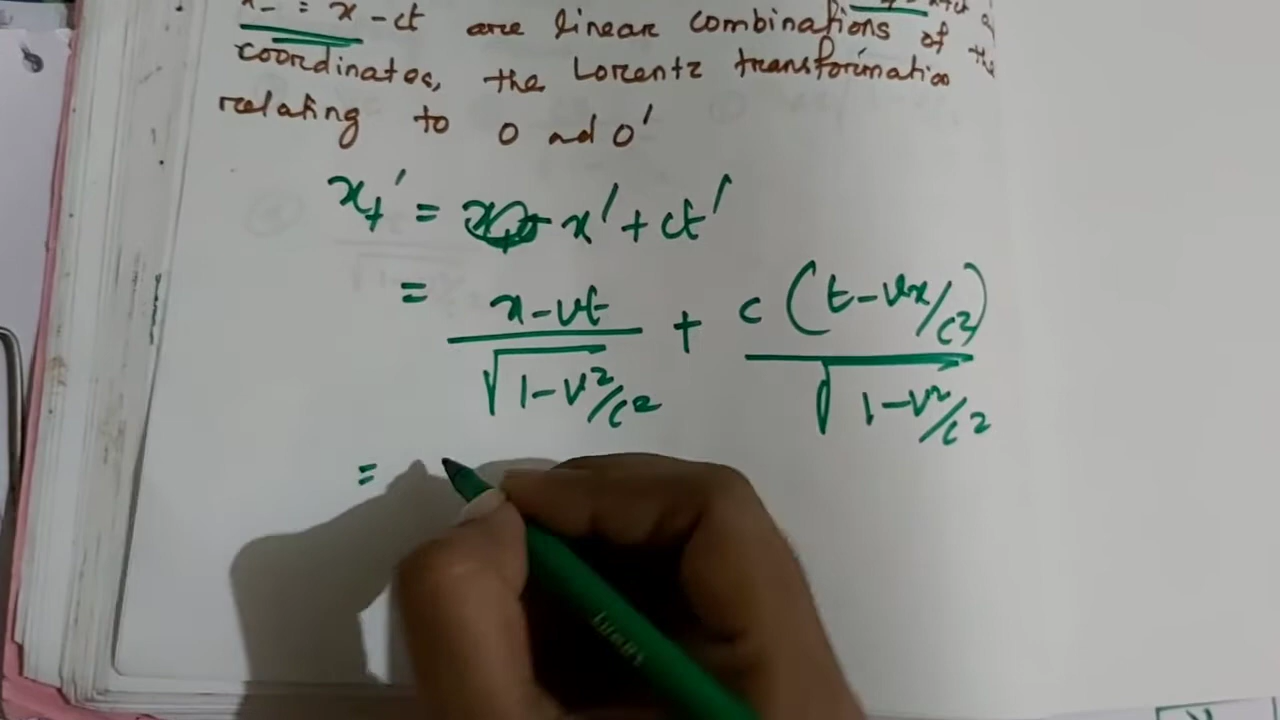 x₋ = x - ct are linear combinations of the
coordinates, the Lorentz transformation
relating to O and O'
x₊' = x' + ct'
= (x - vt)/√(1 - v²/c²) + c(t - vx/c²)/√(1 - v²/c²)
=